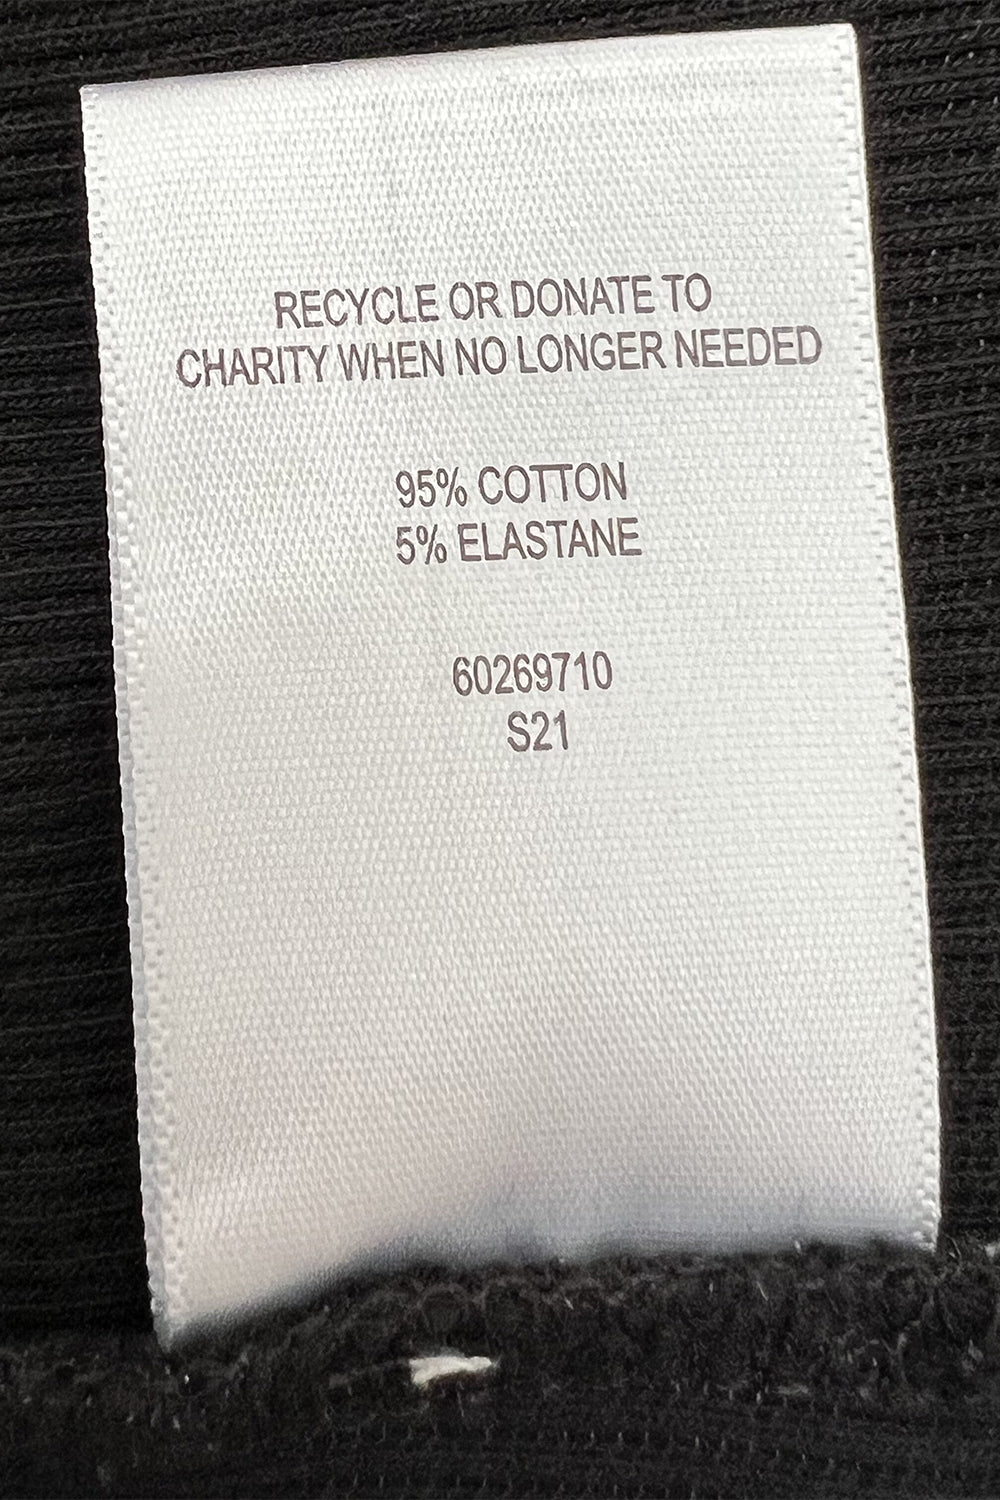 RECYCLE OR DONATE TO
CHARITY WHEN NO LONGER NEEDED
95% COTTON
5% ELASTANE
60269710
S21